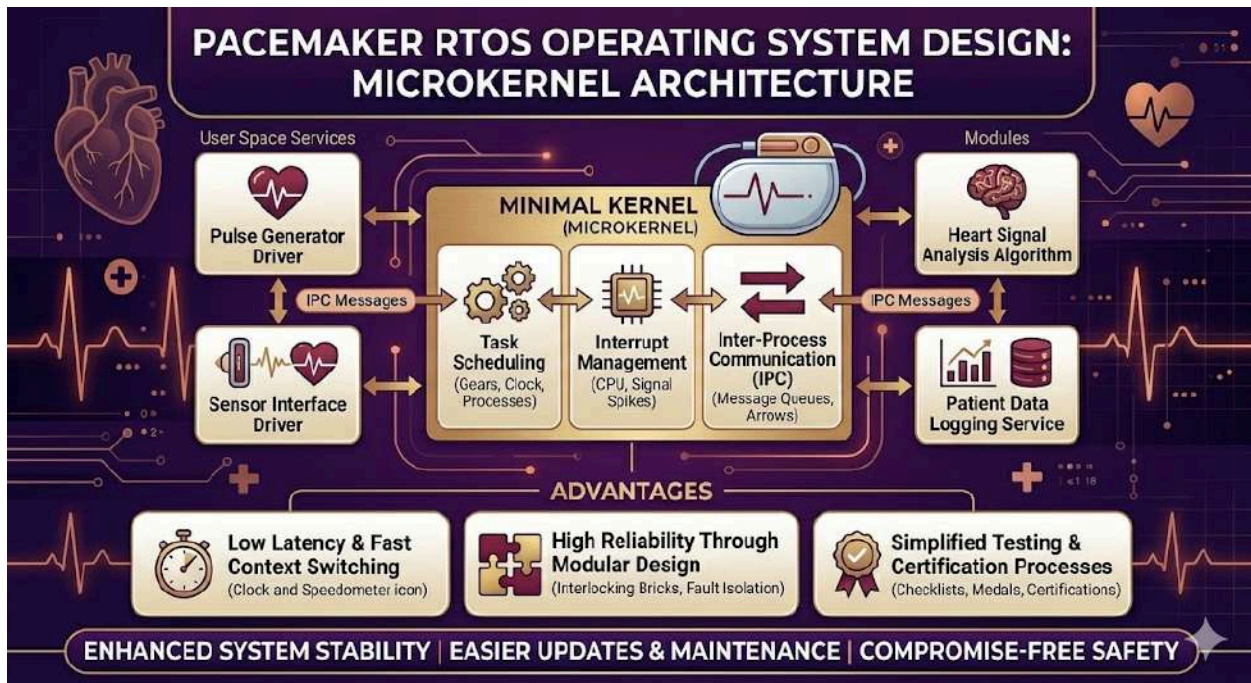 PACEMAKER RTOS OPERATING SYSTEM DESIGN:
MICROKERNEL ARCHITECTURE
User Space Services
Pulse Generator
Driver
IPC Messages
Sensor Interface
Driver
MINIMAL KERNEL
(MICROKERNEL)
Task
Scheduling
(Gears, Clock,
Processes)
Interrupt
Management
(CPU, Signal
Spikes)
Inter-Process
Communication
(IPC)
(Message Queues,
Arrows)
Modules
Heart Signal
Analysis Algorithm
IPC Messages
Patient Data
Logging Service
ADVANTAGES
Low Latency & Fast
Context Switching
(Clock and Speedometer icon)
High Reliability Through
Modular Design
(Interlocking Bricks, Fault Isolation)
Simplified Testing &
Certification Processes
(Checklists, Medals, Certifications)
ENHANCED SYSTEM STABILITY | EASIER UPDATES & MAINTENANCE | COMPROMISE-FREE SAFETY